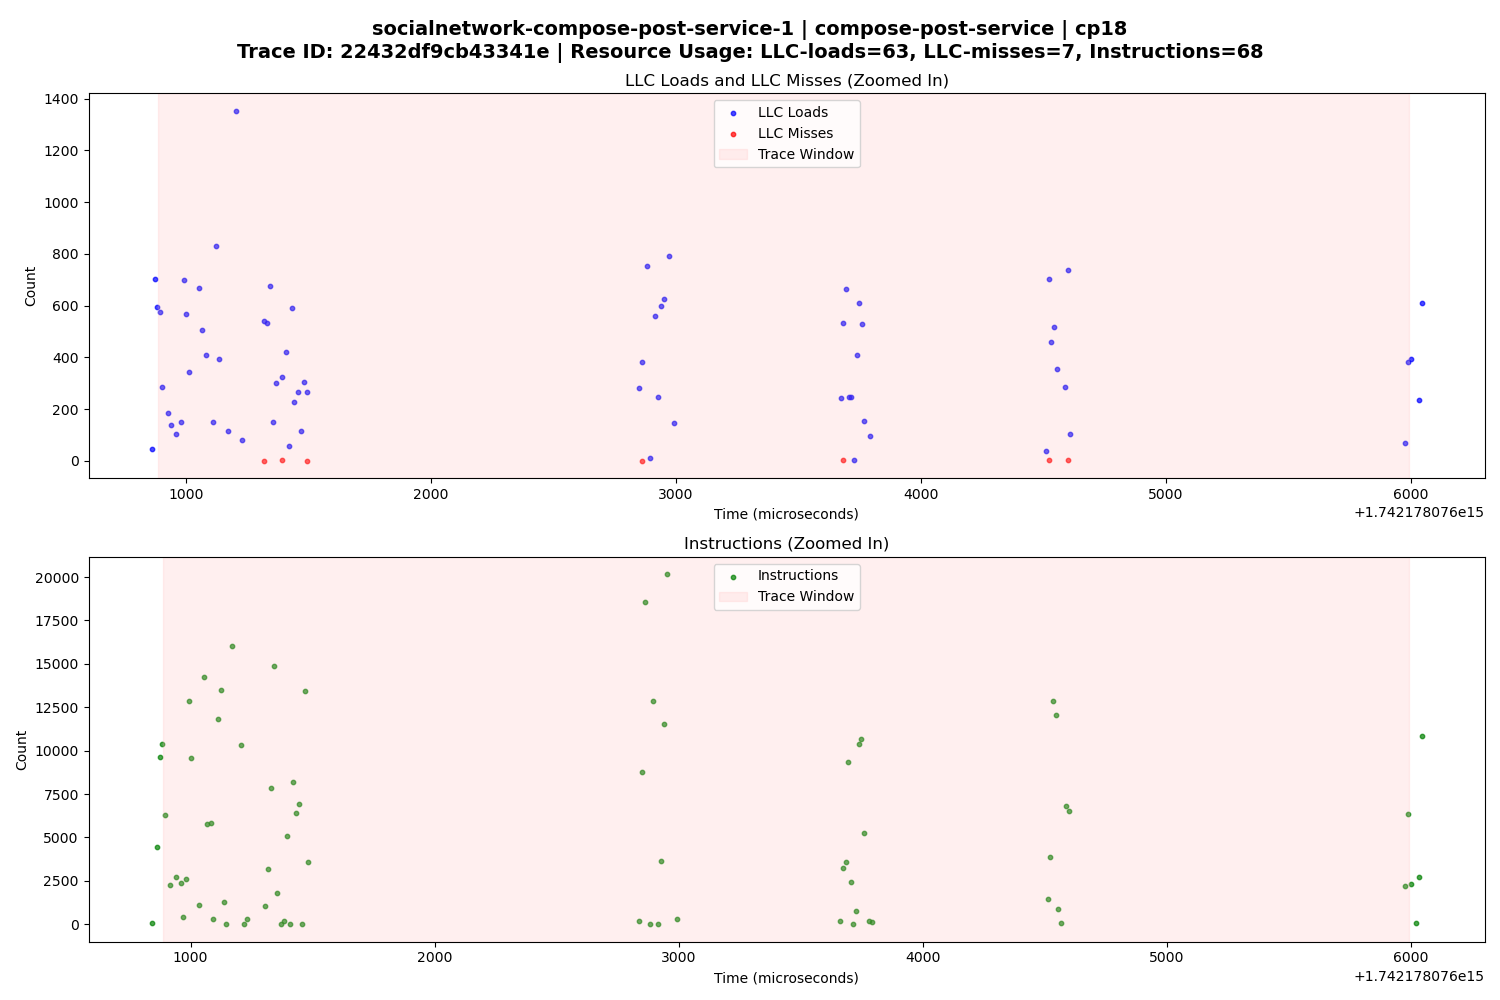 socialnetwork-compose-post-service-1 | compose-post-service | cp18
Trace ID: 22432df9cb43341e | Resource Usage: LLC-loads=63, LLC-misses=7, Instructions=68
LLC Loads and LLC Misses (Zoomed In)
1400
1200
1000
800
600
400
200
0
Count
LLC Loads
LLC Misses
Trace Window
1000
2000
3000
4000
5000
6000
Time (microseconds)
+1.742178076e15
Instructions (Zoomed In)
20000
17500
15000
12500
10000
7500
5000
2500
0
Count
Instructions
Trace Window
1000
2000
3000
4000
5000
6000
Time (microseconds)
+1.742178076e15